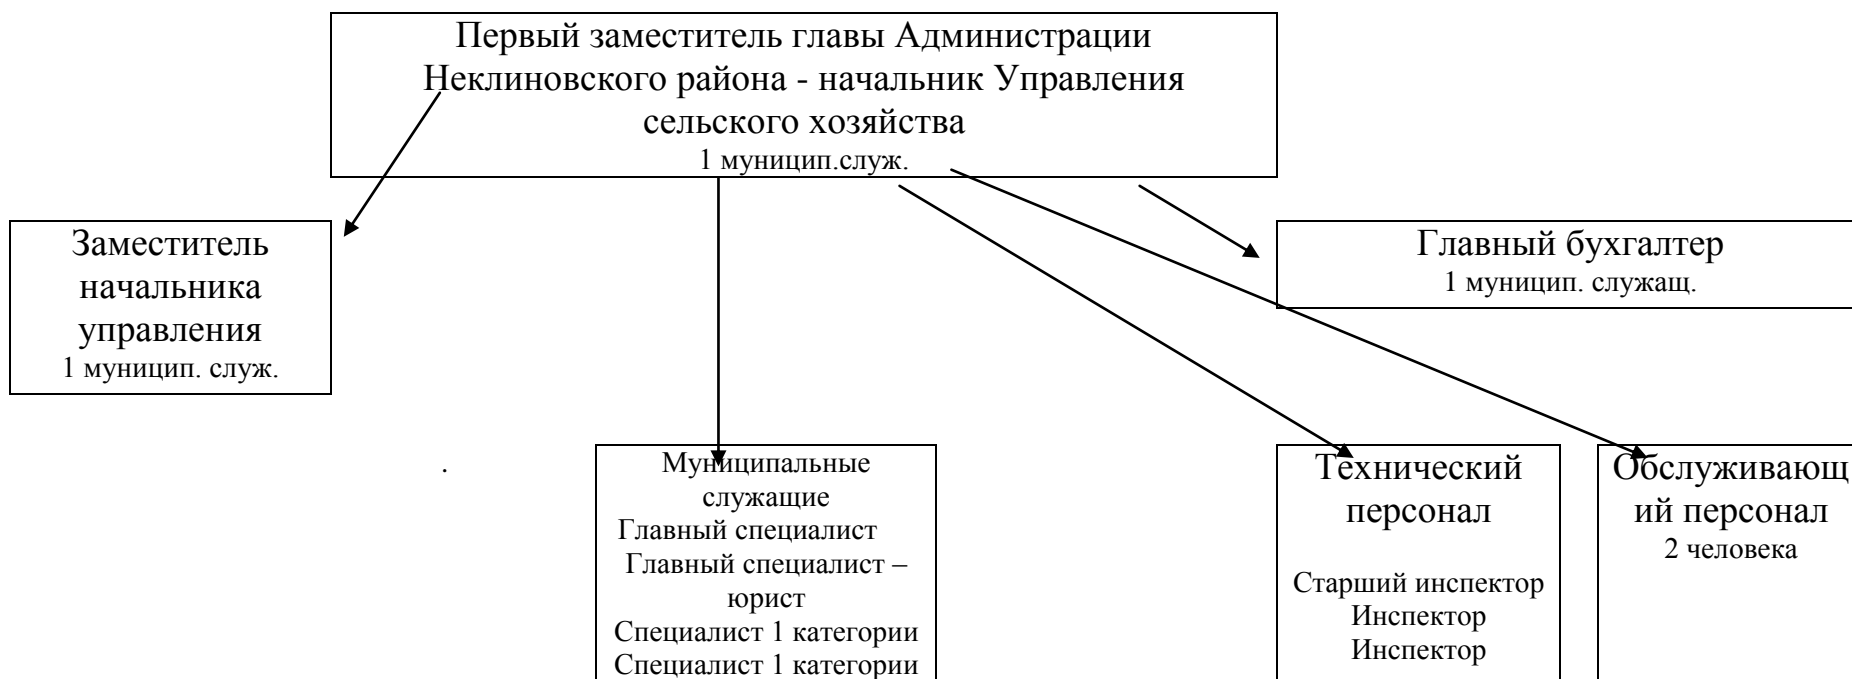 Первый заместитель главы Администрации
Неклиновского района - начальник Управления
сельского хозяйства
1 муницип.служ.
Заместитель
начальника
управления
1 муницип. служ.
Главный бухгалтер
1 муницип. служащ.
.
Муниципальные
служащие
Главный специалист
Главный специалист –
юрист
Специалист 1 категории
Специалист 1 категории
Технический
персонал
Старший инспектор
Инспектор
Инспектор
Обслуживающ
ий персонал
2 человека